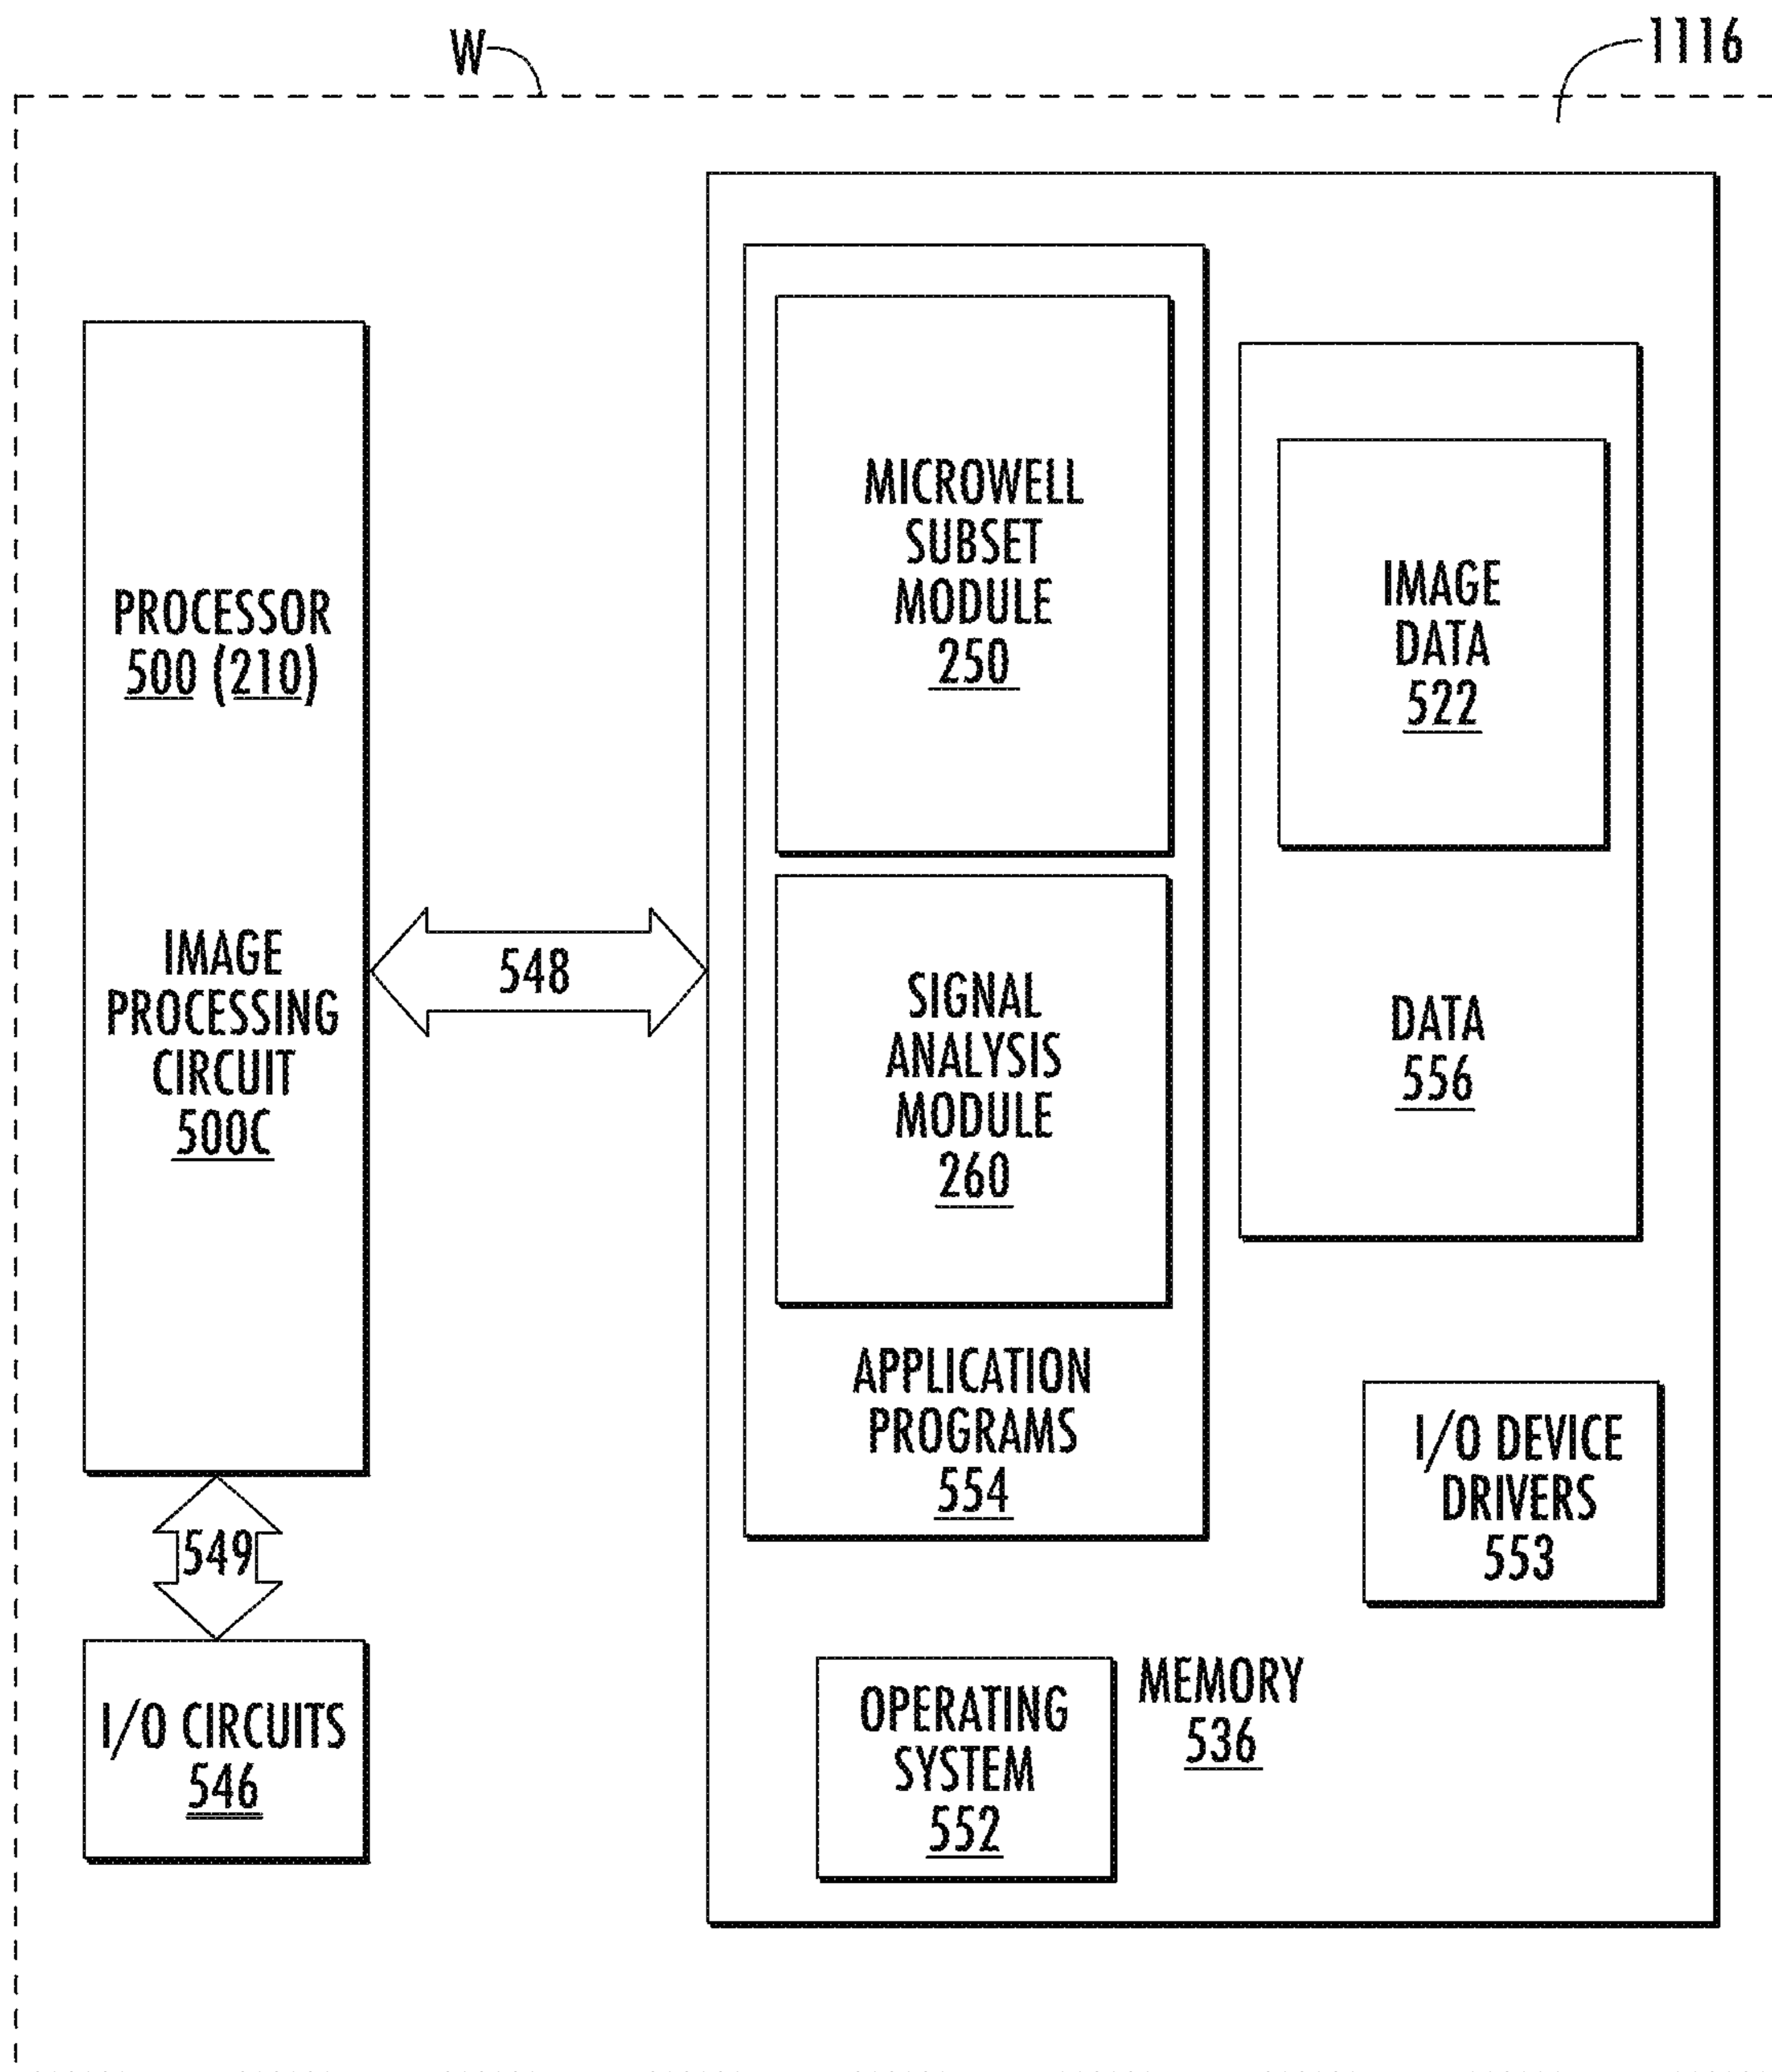 W
1116
PROCESSOR
500 (210)
IMAGE
PROCESSING
CIRCUIT
500C
548
549
I/O CIRCUITS
546
MICROWELL
SUBSET
MODULE
250
SIGNAL
ANALYSIS
MODULE
260
APPLICATION
PROGRAMS
554
IMAGE
DATA
522
DATA
556
I/O DEVICE
DRIVERS
553
OPERATING
SYSTEM
552
MEMORY
536